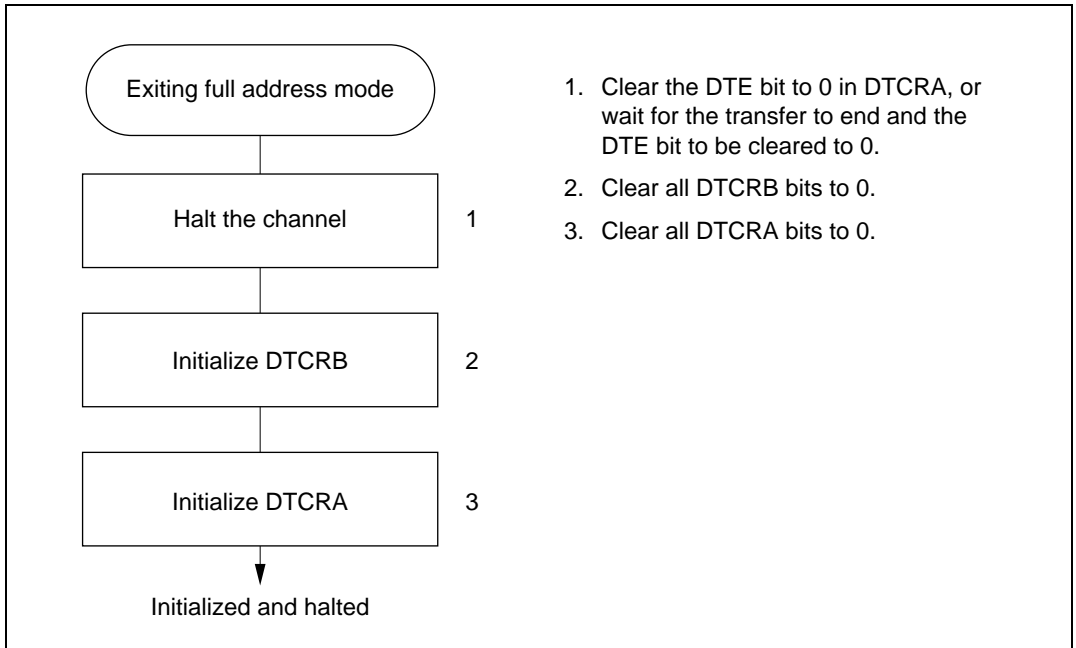 Exiting full address mode
Halt the channel
1
Initialize DTCRB
2
Initialize DTCRA
3
Initialized and halted
1. Clear the DTE bit to 0 in DTCRA, or
wait for the transfer to end and the
DTE bit to be cleared to 0.
2. Clear all DTCRB bits to 0.
3. Clear all DTCRA bits to 0.